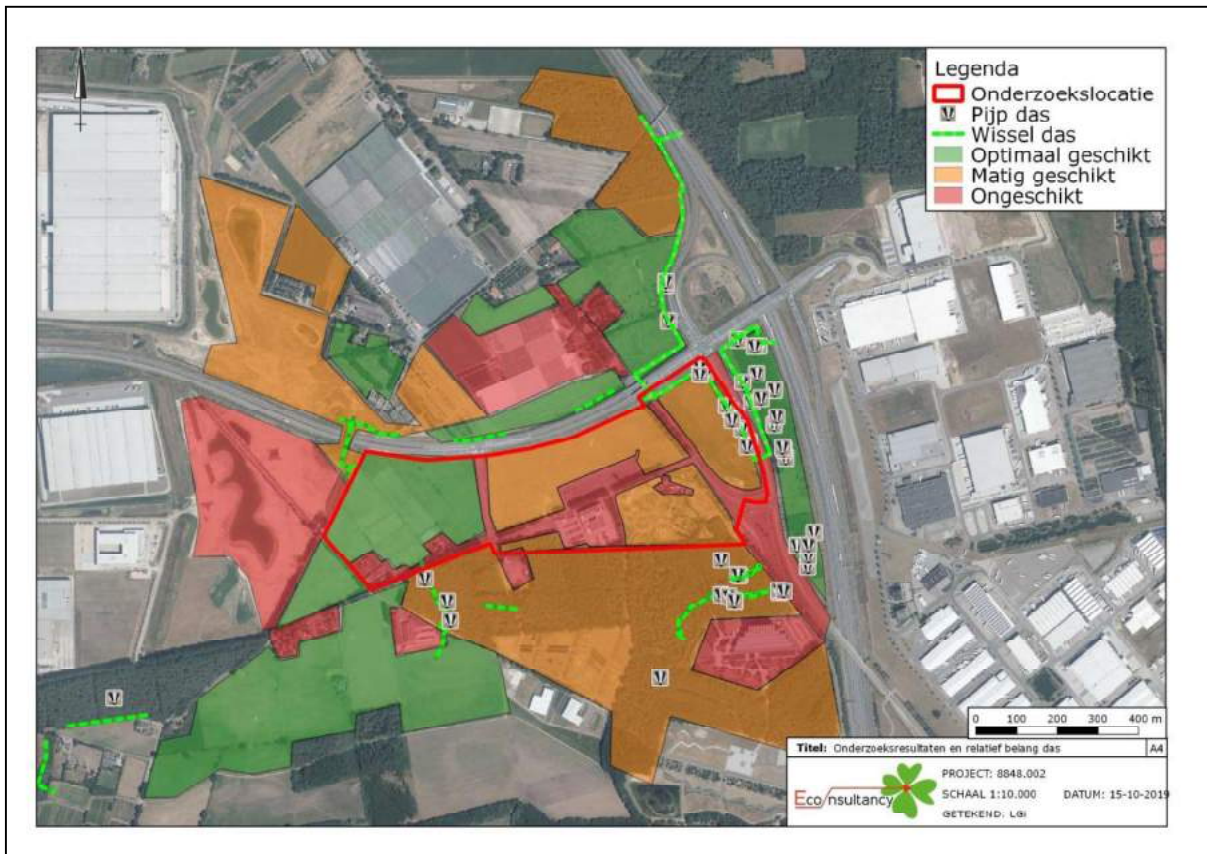 Legenda
Onderzoekslocatie
Pijp das
Wissel das
Optimaal geschikt
Matig geschikt
Ongeschikt
0 100 200 300 400 m
Titel: Onderzoeksresultaten en relatief belang das A4
Econsultancy
PROJECT: 8848.002
SCHAAL 1:10.000 DATUM: 15-10-2019
GETEKEND: LGI